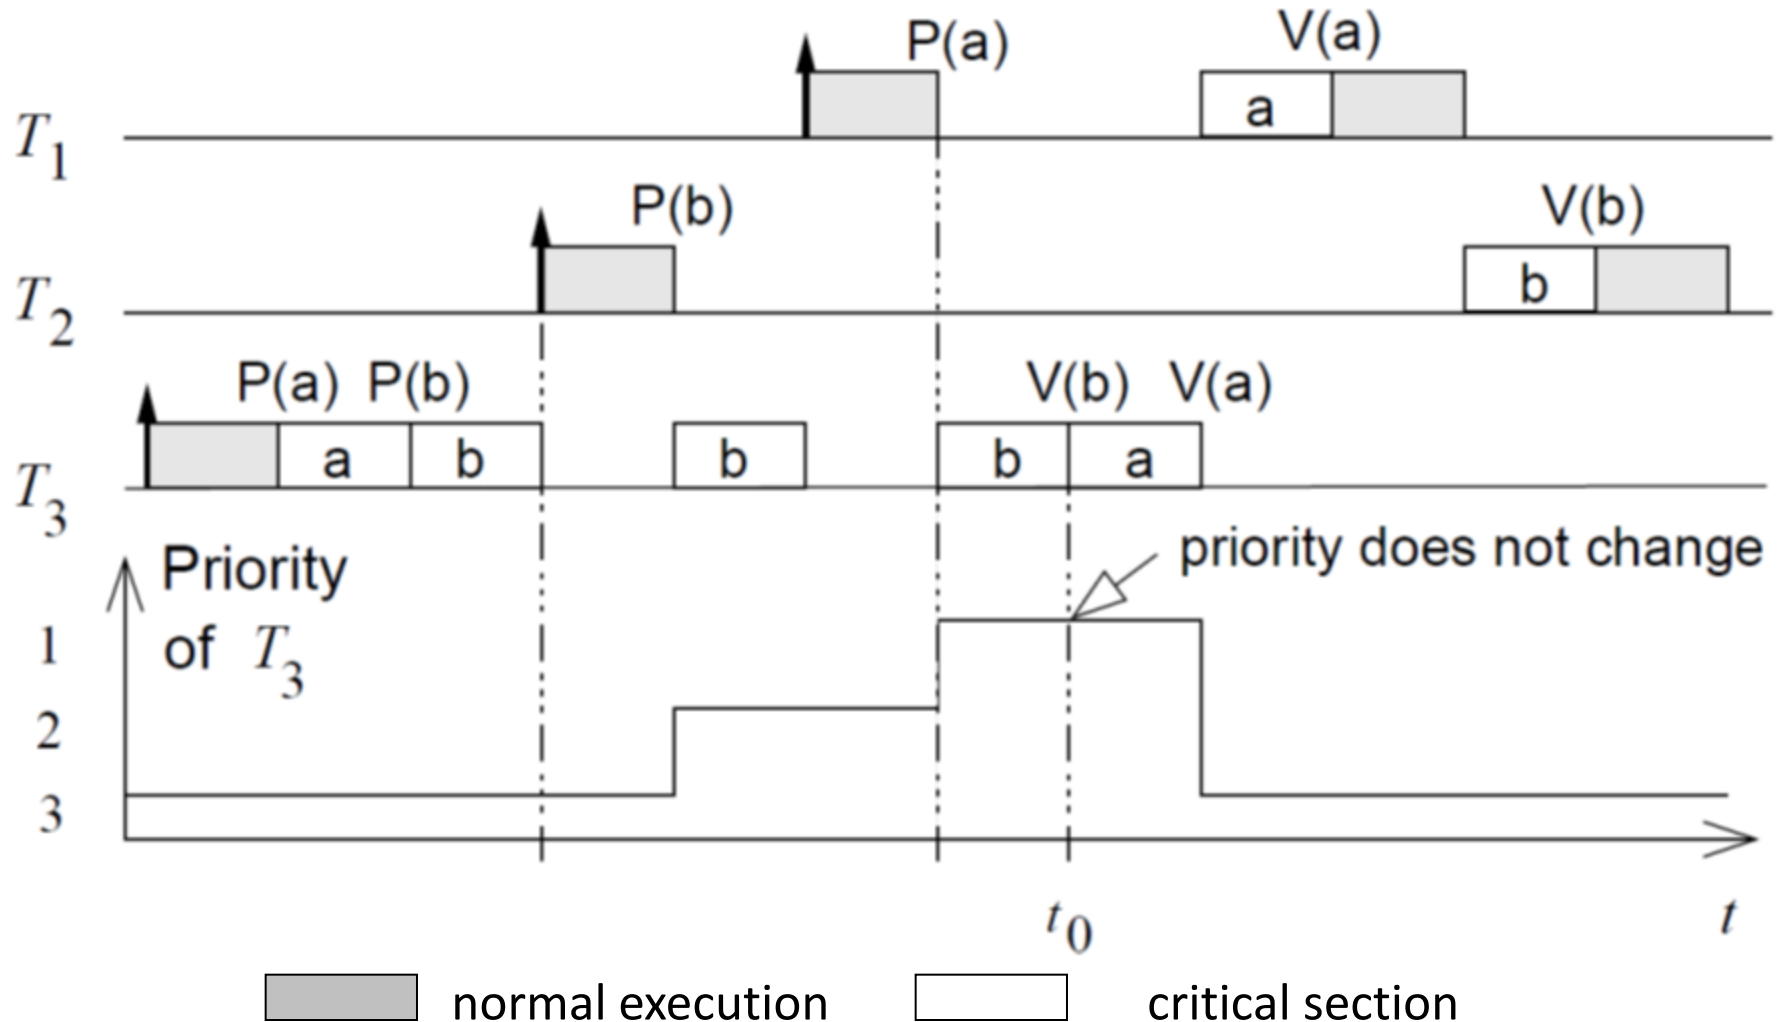 P(a) V(a)
a
T1
P(b) V(b)
b
T2
P(a) P(b) V(b) V(a)
a b b b a
T3
Priority
of T3
priority does not change
1
2
3
t0 t
normal execution critical section